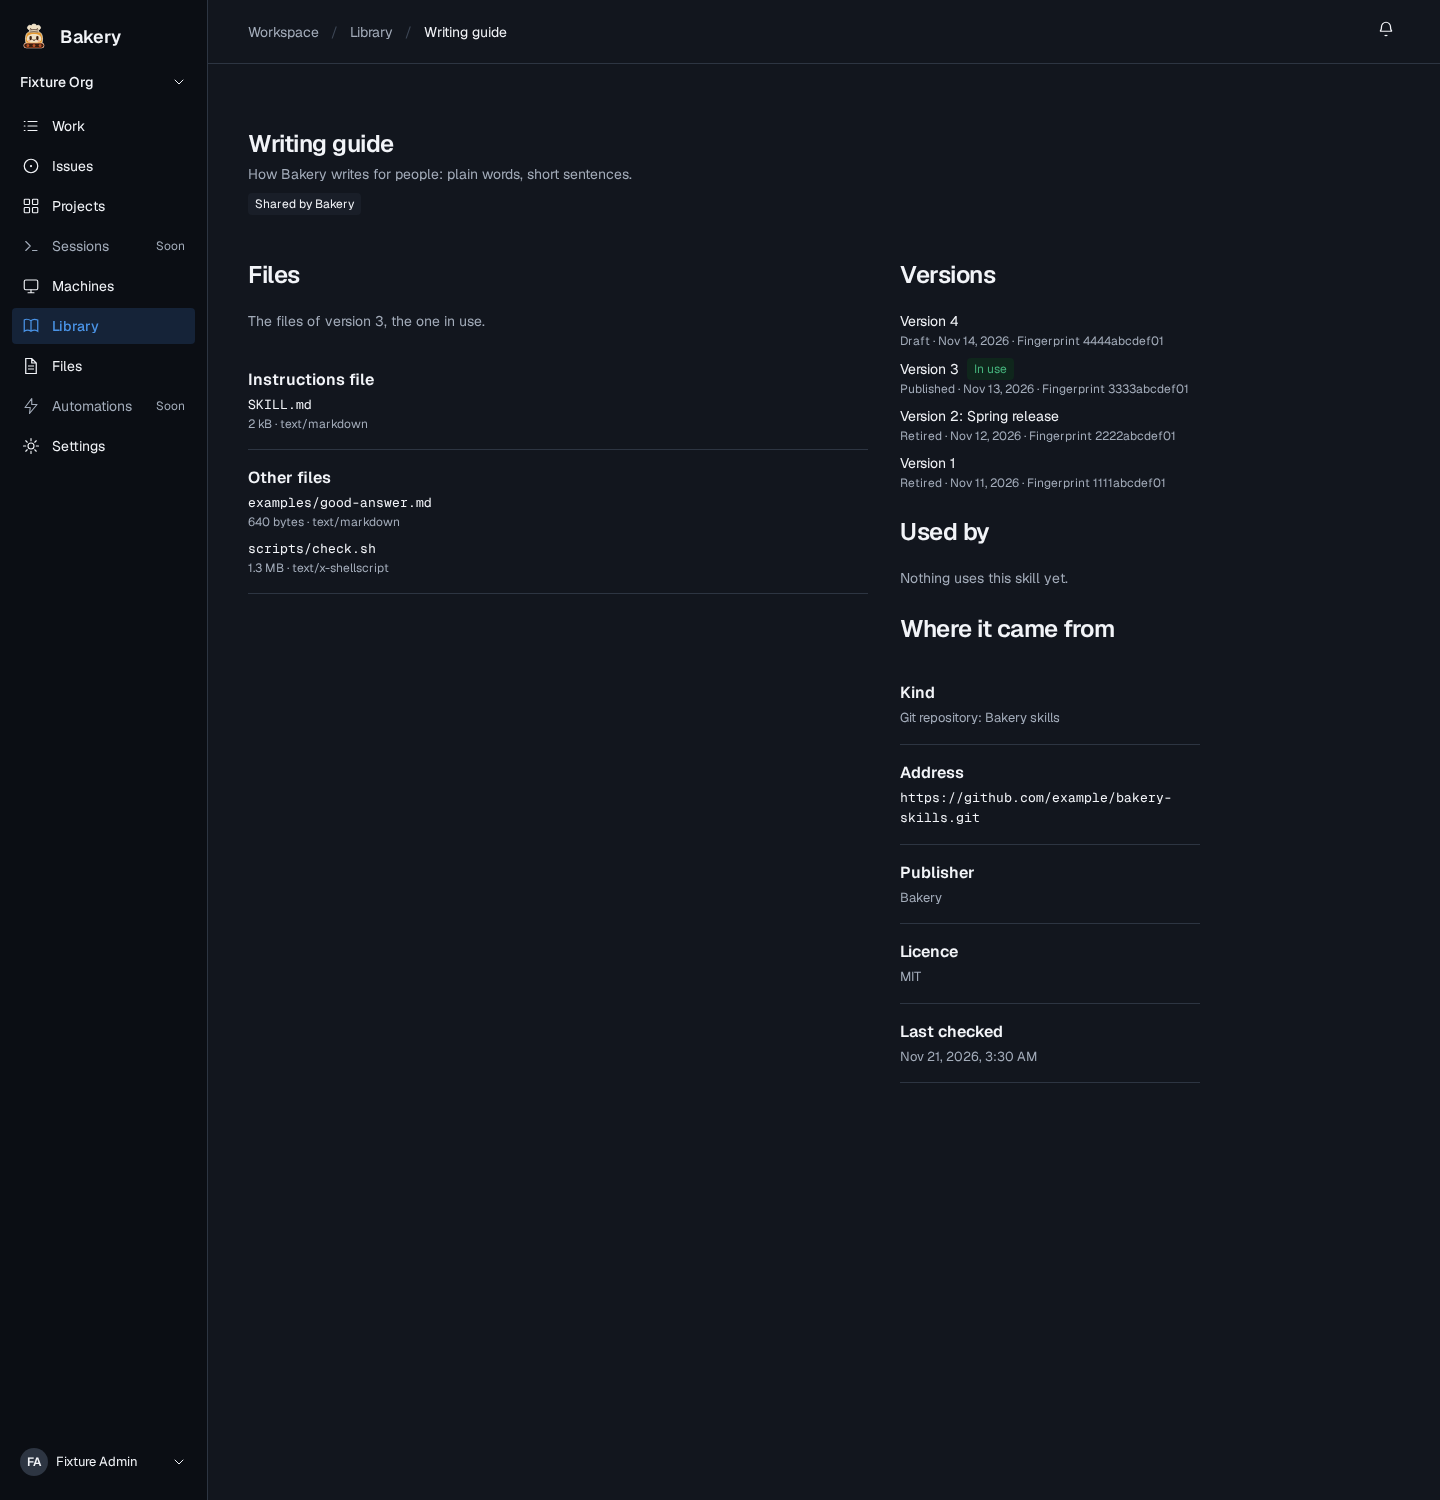 Bakery
Fixture Org
Work
Issues
Projects
Sessions Soon
Machines
Library
Files
Automations Soon
Settings
FA Fixture Admin
Workspace / Library / Writing guide
Writing guide
How Bakery writes for people: plain words, short sentences.
Shared by Bakery
Files
The files of version 3, the one in use.
Instructions file
SKILL.md
2 kB · text/markdown
Other files
examples/good-answer.md
640 bytes · text/markdown
scripts/check.sh
1.3 MB · text/x-shellscript
Versions
Version 4
Draft · Nov 14, 2026 · Fingerprint 4444abcdef01
Version 3 In use
Published · Nov 13, 2026 · Fingerprint 3333abcdef01
Version 2: Spring release
Retired · Nov 12, 2026 · Fingerprint 2222abcdef01
Version 1
Retired · Nov 11, 2026 · Fingerprint 1111abcdef01
Used by
Nothing uses this skill yet.
Where it came from
Kind
Git repository: Bakery skills
Address
https://github.com/example/bakery-
skills.git
Publisher
Bakery
Licence
MIT
Last checked
Nov 21, 2026, 3:30 AM